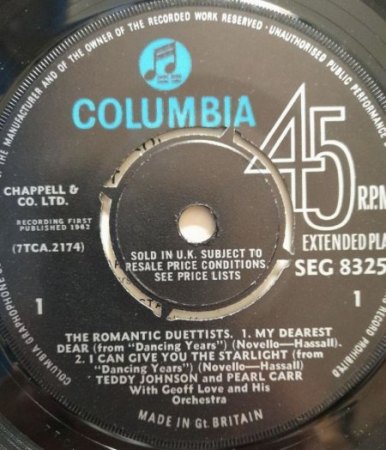 THE MANUFACTURER AND OF THE OWNER OF THE RECORDED WORK RESERVED · UNAUTHORISED PUBLIC PERFORMANCE
COLUMBIA
45
R.P.M
EXTENDED PLA
CHAPPELL &
CO. LTD.
RECORDING FIRST
PUBLISHED 1962
(7TCA.2174)
SOLD IN U.K. SUBJECT TO
RESALE PRICE CONDITIONS,
SEE PRICE LISTS
SEG 8325
1
1
THE ROMANTIC DUETTISTS. 1. MY DEAREST
DEAR (from "Dancing Years") (Novello—Hassall).
2. I CAN GIVE YOU THE STARLIGHT (from
"Dancing Years") (Novello—Hassall)
TEDDY JOHNSON and PEARL CARR
With Geoff Love and His
Orchestra
MADE IN Gt. BRITAIN
COLUMBIA GRAPHOPHONE
RECORD PROHIBITED